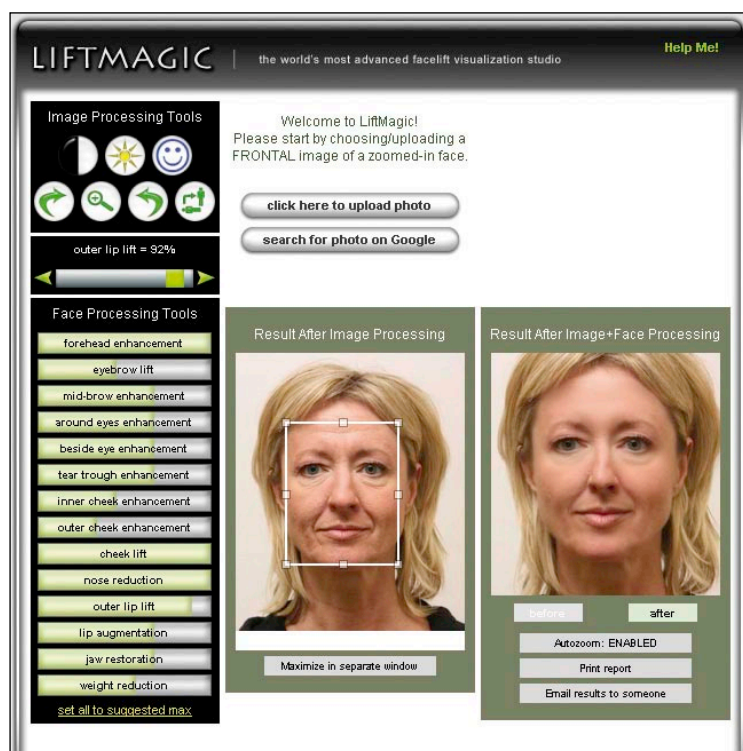 LIFTMAGIC
the world's most advanced facelift visualization studio
Help Me!
Image Processing Tools
outer lip lift = 92%
Face Processing Tools
forehead enhancement
eyebrow lift
mid-brow enhancement
around eyes enhancement
beside eye enhancement
tear trough enhancement
inner cheek enhancement
outer cheek enhancement
cheek lift
nose reduction
outer lip lift
lip augmentation
jaw restoration
weight reduction
set all to suggested max
Welcome to LiftMagic!
Please start by choosing/uploading a
FRONTAL image of a zoomed-in face.
click here to upload photo
search for photo on Google
Result After Image Processing
Maximize in separate window
Result After Image+Face Processing
before
after
Autozoom: ENABLED
Print report
Email results to someone